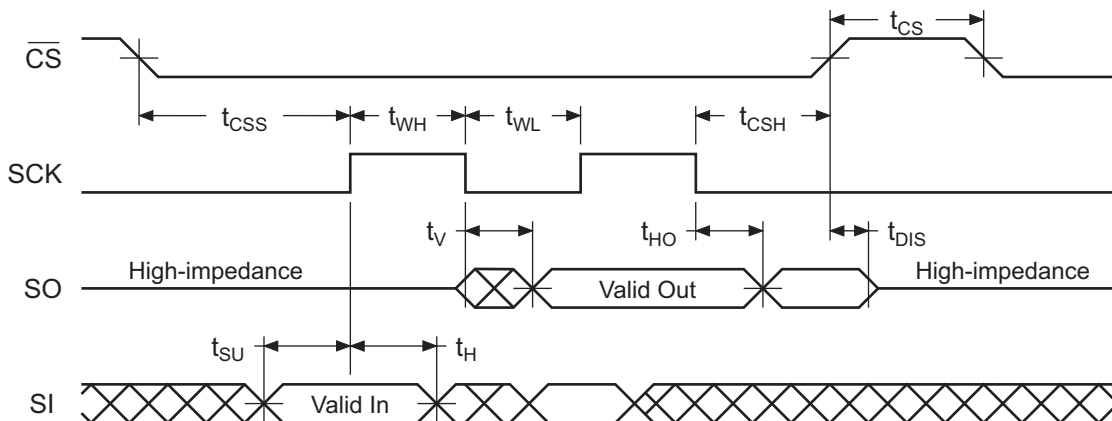 t_CS
C̅S̅
t_CSS t_WH t_WL t_CSH
SCK
t_V t_HO t_DIS
High-impedance High-impedance
SO Valid Out
t_SU t_H
SI Valid In